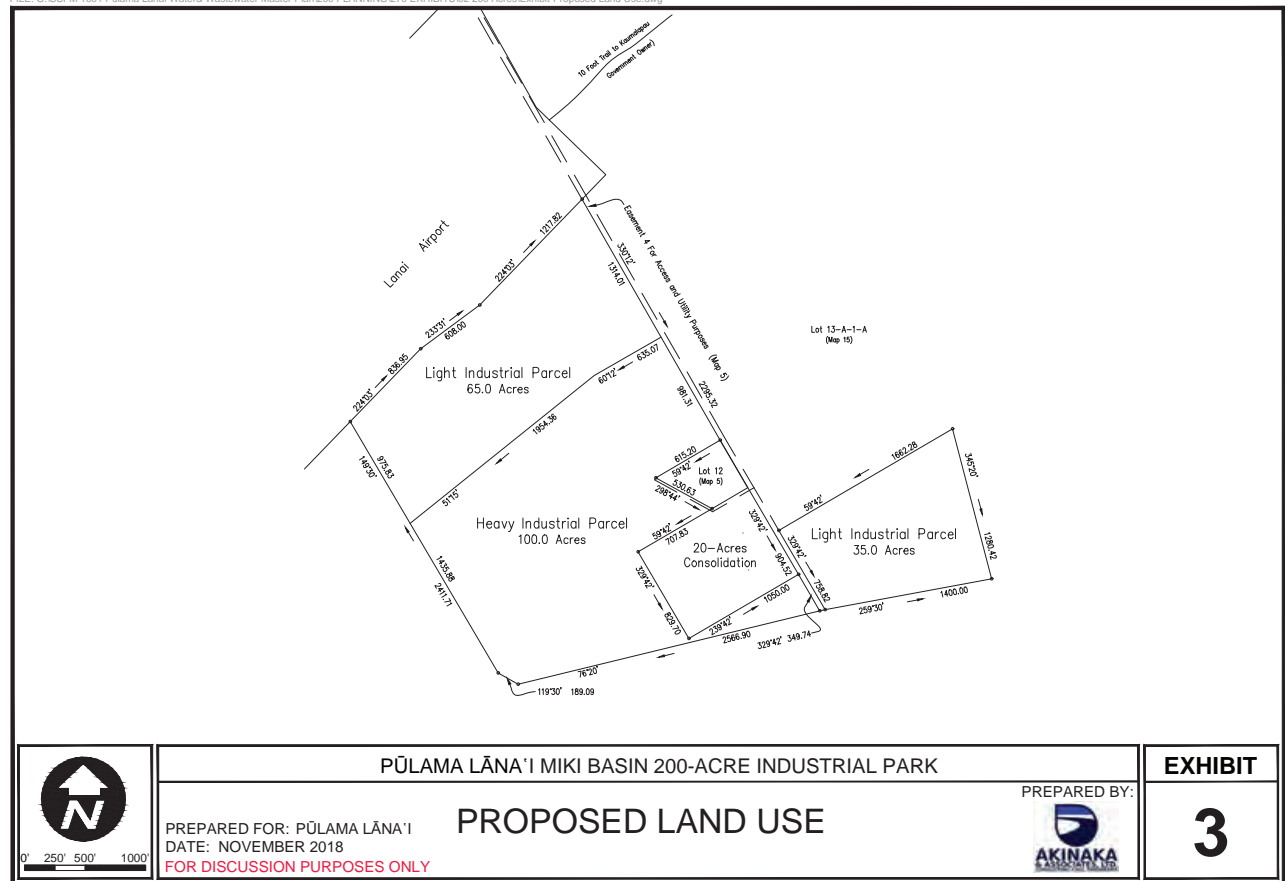 10 Foot Trail to Kaumalapau
(Government Owner)
Lanai Airport
Easement 4 For Access and Utility Purposes (Map 5)
Lot 13-A-1-A
(Map 15)
224°03' 1217.82
233°31'
608.00
224°03' 836.95
330°12'
1314.01
2295.32
635.07
60°12'
981.31
1954.36
51°15'
Light Industrial Parcel
65.0 Acres
975.83
149°30'
615.20
59°42'
Lot 12
(Map 5)
530.63
298°44'
Heavy Industrial Parcel
100.0 Acres
59°42'
707.83
20-Acres
Consolidation
329°42'
904.52
329°42'
829.70
239°42' 1050.00
1662.28
59°42'
345°20'
1280.42
Light Industrial Parcel
35.0 Acres
329°42'
758.82
259°30' 1400.00
1435.88
2411.71
2566.90
329°42' 349.74
76°20'
119°30' 189.09
N
0' 250' 500' 1000'
PŪLAMA LĀNAʻI MIKI BASIN 200-ACRE INDUSTRIAL PARK
PREPARED FOR: PŪLAMA LĀNAʻI
DATE: NOVEMBER 2018
FOR DISCUSSION PURPOSES ONLY
PROPOSED LAND USE
PREPARED BY:
AKINAKA
& ASSOCIATES, LTD.
EXHIBIT
3